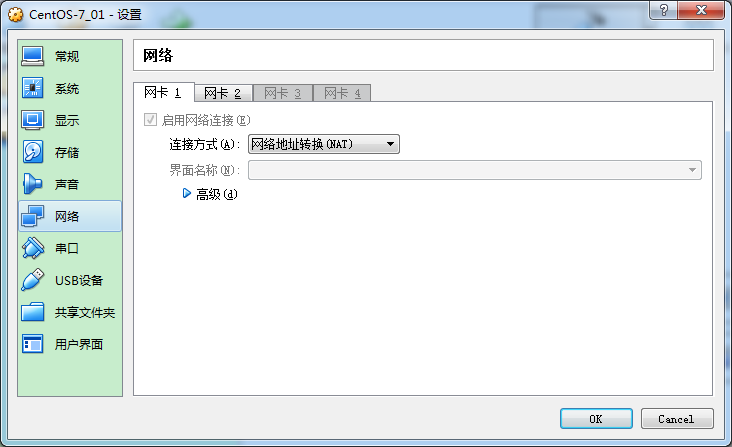 CentOS-7_01 - 设置
常规
系统
显示
存储
声音
网络
串口
USB设备
共享文件夹
用户界面
网络
网卡 1 网卡 2 网卡 3 网卡 4
启用网络连接(E)
连接方式(A): 网络地址转换(NAT)
界面名称(N):
高级(d)
OK Cancel